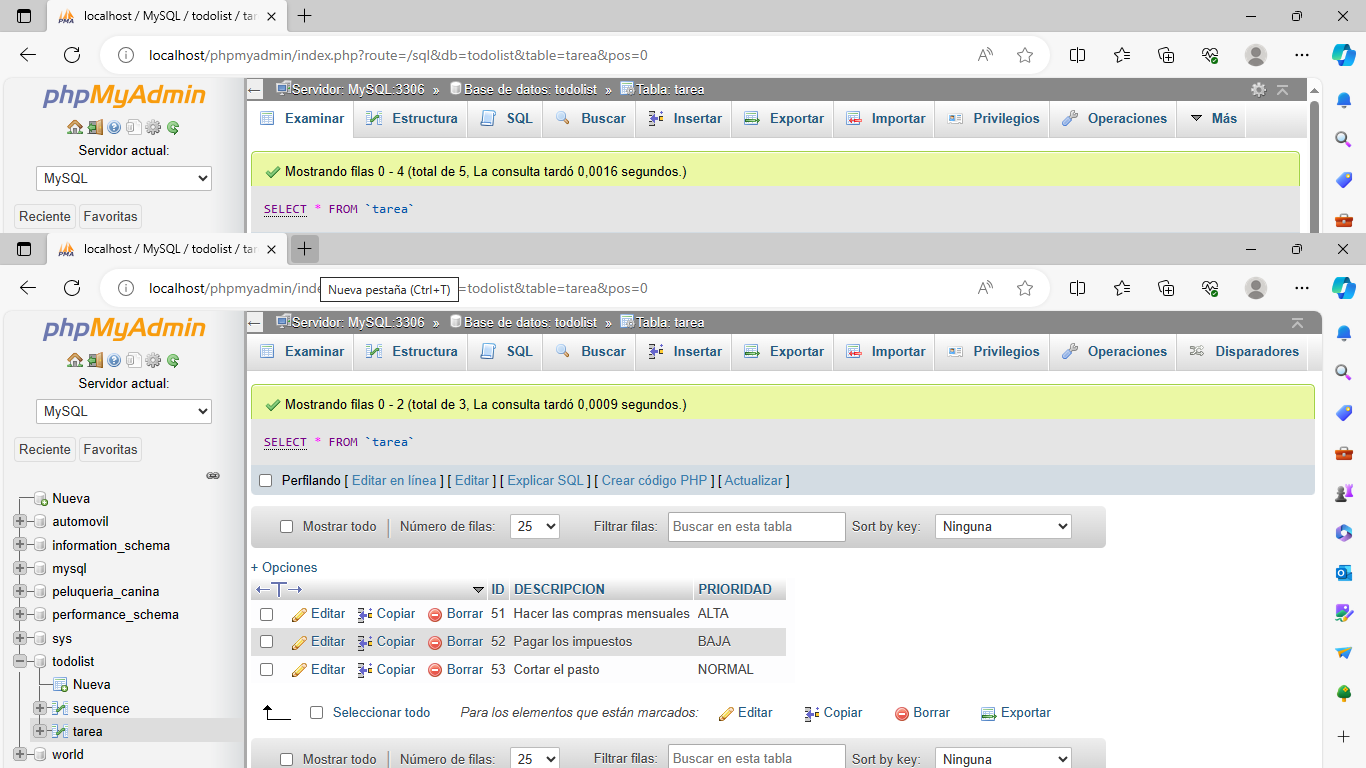 localhost / MySQL / todolist / tar
localhost/phpmyadmin/index.php?route=/sql&db=todolist&table=tarea&pos=0
phpMyAdmin
Servidor actual:
MySQL
Reciente Favoritas
Servidor: MySQL:3306 » Base de datos: todolist » Tabla: tarea
Examinar Estructura SQL Buscar Insertar Exportar Importar Privilegios Operaciones Más
Mostrando filas 0 - 4 (total de 5, La consulta tardó 0,0016 segundos.)
SELECT * FROM `tarea`
localhost / MySQL / todolist / tar
localhost/phpmyadmin/inde =todolist&table=tarea&pos=0
Nueva pestaña (Ctrl+T)
phpMyAdmin
Servidor actual:
MySQL
Reciente Favoritas
Nueva
automovil
information_schema
mysql
peluqueria_canina
performance_schema
sys
todolist
Nueva
sequence
tarea
world
Servidor: MySQL:3306 » Base de datos: todolist » Tabla: tarea
Examinar Estructura SQL Buscar Insertar Exportar Importar Privilegios Operaciones Disparadores
Mostrando filas 0 - 2 (total de 3, La consulta tardó 0,0009 segundos.)
SELECT * FROM `tarea`
Perfilando [ Editar en línea ] [ Editar ] [ Explicar SQL ] [ Crear código PHP ] [ Actualizar ]
Mostrar todo Número de filas: 25 Filtrar filas: Buscar en esta tabla Sort by key: Ninguna
+ Opciones
ID DESCRIPCION PRIORIDAD
Editar Copiar Borrar 51 Hacer las compras mensuales ALTA
Editar Copiar Borrar 52 Pagar los impuestos BAJA
Editar Copiar Borrar 53 Cortar el pasto NORMAL
Seleccionar todo Para los elementos que están marcados: Editar Copiar Borrar Exportar
Mostrar todo Número de filas: 25 Filtrar filas: Buscar en esta tabla Sort by key: Ninguna